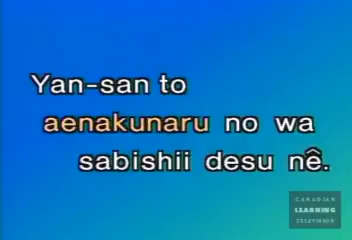 Yan-san to
aenakunaru no wa
sabishii desu nê.
CANADIAN
LEARNING
TELEVISION